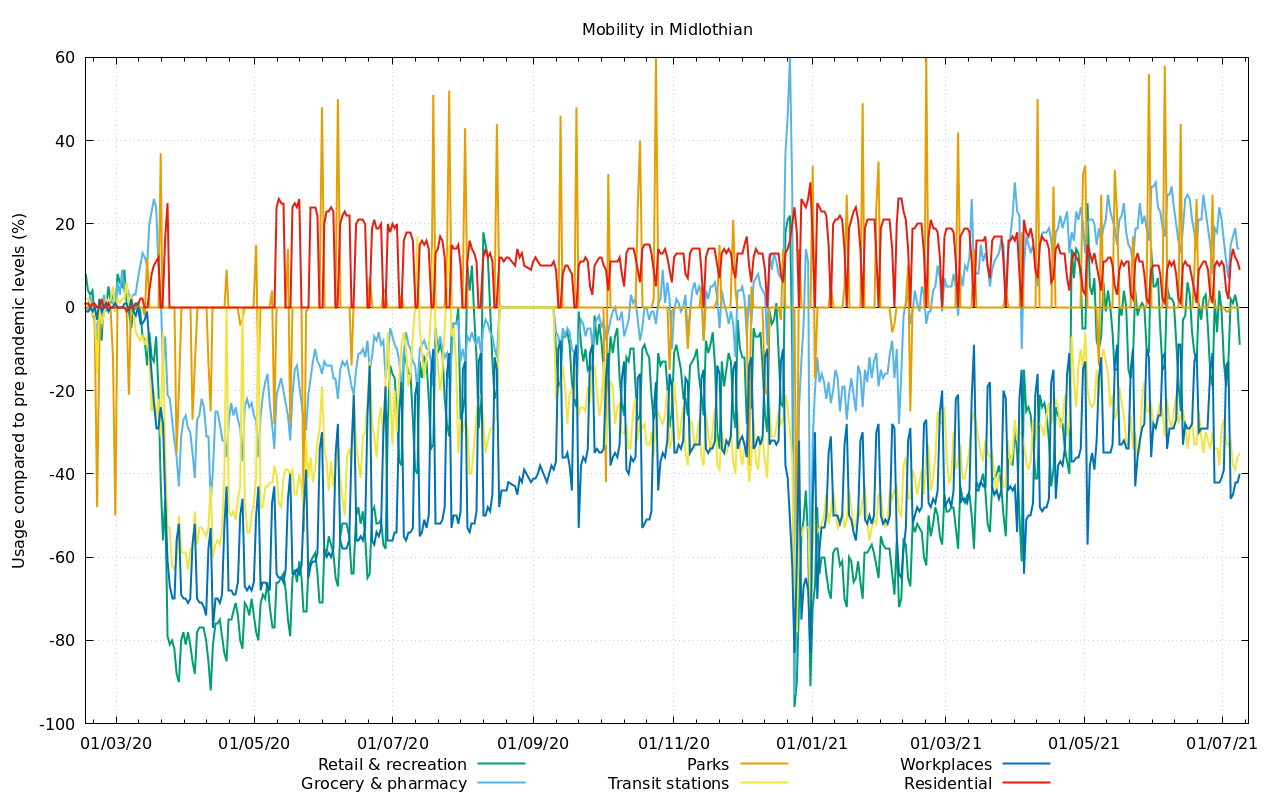 Mobility in Midlothian
Usage compared to pre pandemic levels (%)
60
40
20
0
-20
-40
-60
-80
-100
01/03/20 01/05/20 01/07/20 01/09/20 01/11/20 01/01/21 01/03/21 01/05/21 01/07/21
Retail & recreation Parks Workplaces
Grocery & pharmacy Transit stations Residential